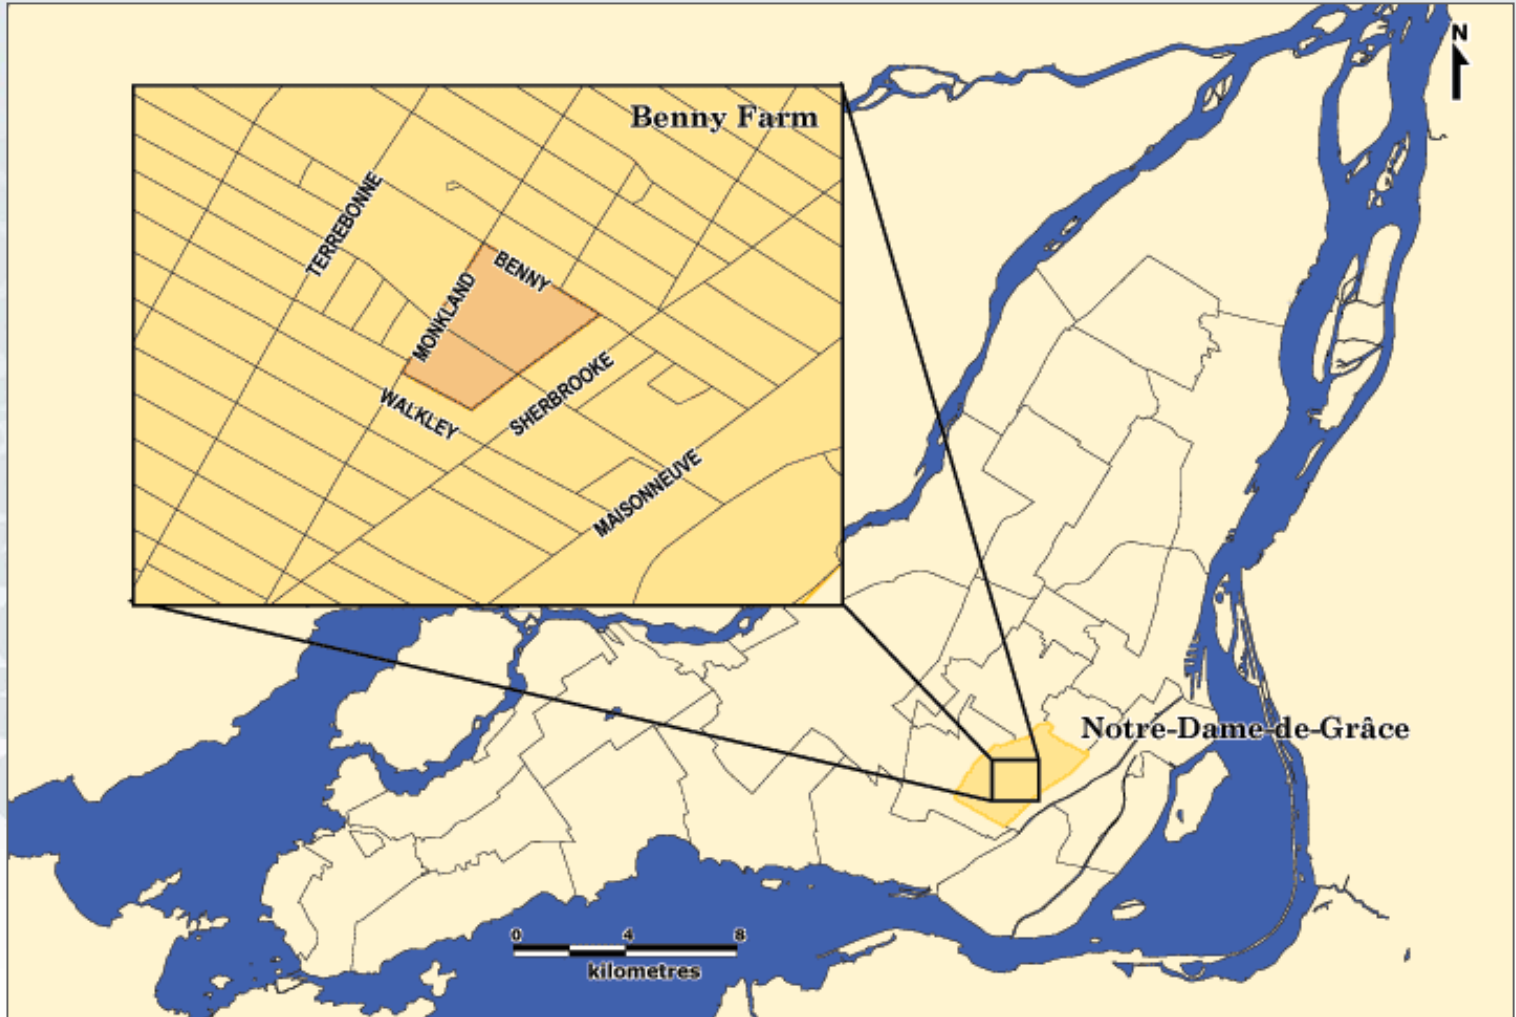 N
Benny Farm
TERREBONNE
BENNY
MONKLAND
SHERBROOKE
WALKLEY
MAISONNEUVE
Notre-Dame-de-Grâce
0 4 8
kilometres